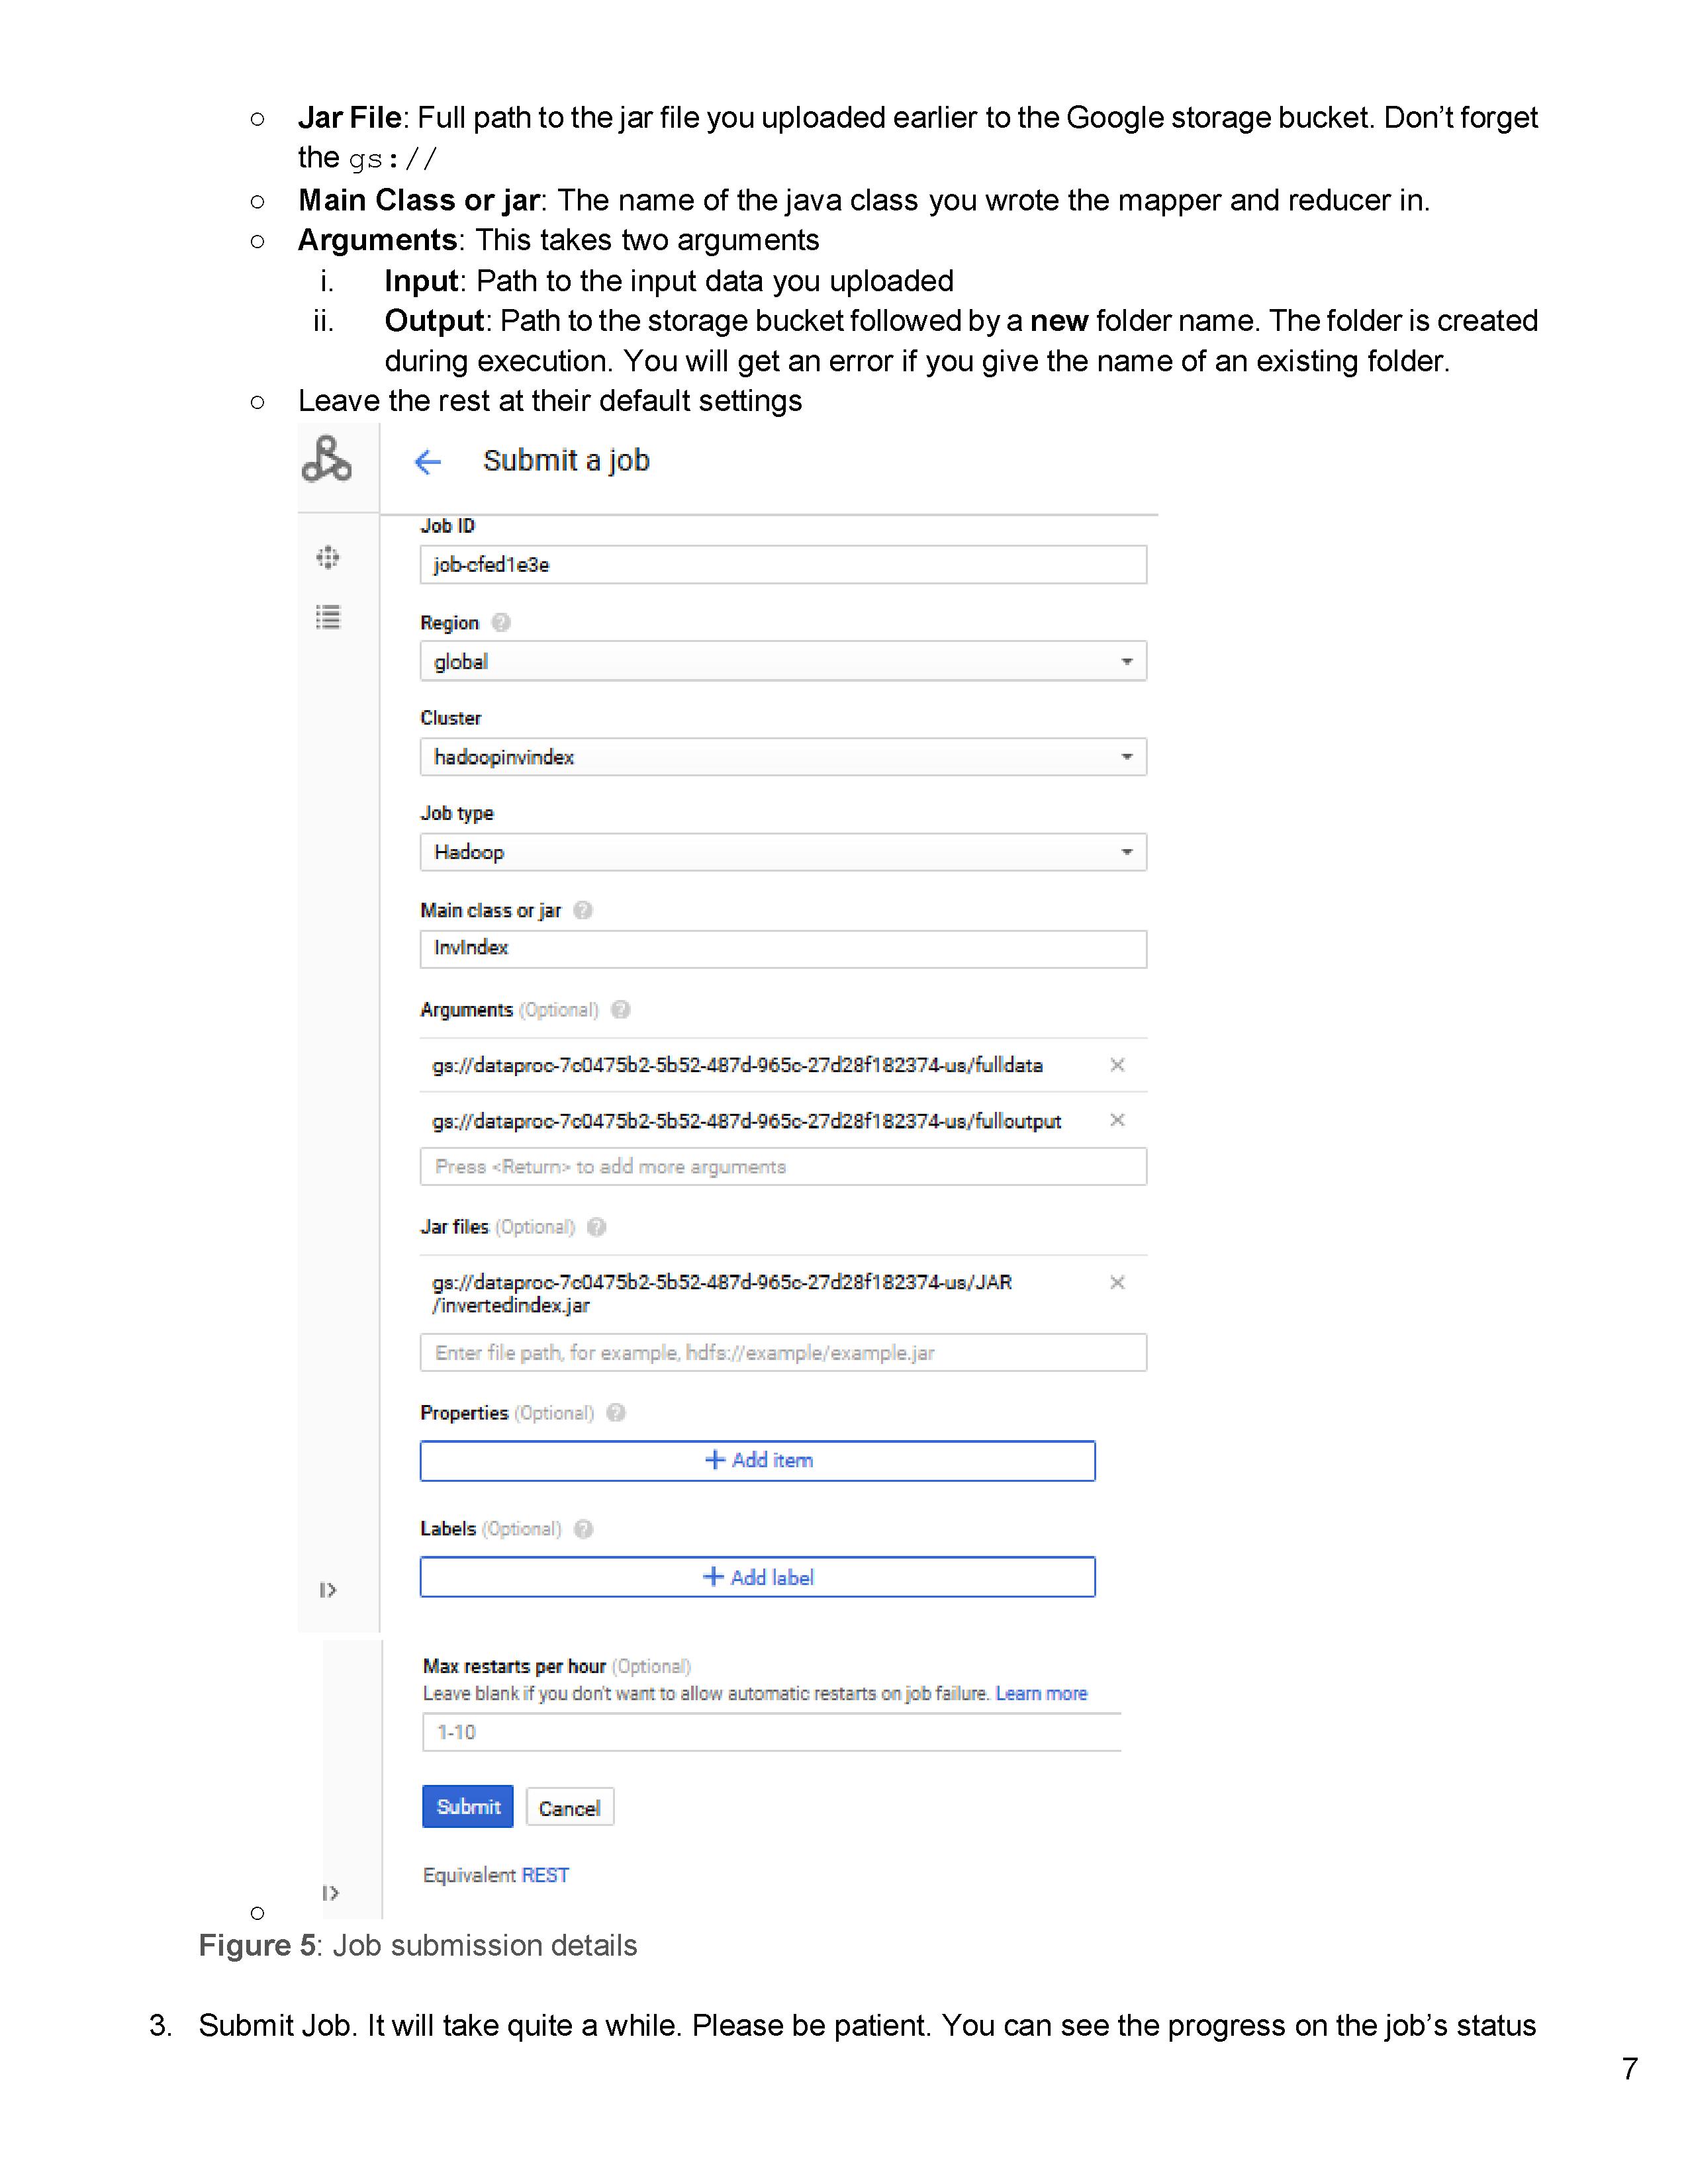 ○ Jar File: Full path to the jar file you uploaded earlier to the Google storage bucket. Don’t forget
the gs://
○ Main Class or jar: The name of the java class you wrote the mapper and reducer in.
○ Arguments: This takes two arguments
i. Input: Path to the input data you uploaded
ii. Output: Path to the storage bucket followed by a new folder name. The folder is created
during execution. You will get an error if you give the name of an existing folder.
○ Leave the rest at their default settings
Submit a job
Job ID
job-cfed1e3e
Region
global
Cluster
hadoopinvindex
Job type
Hadoop
Main class or jar
InvIndex
Arguments (Optional)
gs://dataproc-7c0475b2-5b52-487d-965c-27d28f182374-us/fulldata
gs://dataproc-7c0475b2-5b52-487d-965c-27d28f182374-us/fulloutput
Press <Return> to add more arguments
Jar files (Optional)
gs://dataproc-7c0475b2-5b52-487d-965c-27d28f182374-us/JAR
/invertedindex.jar
Enter file path, for example, hdfs://example/example.jar
Properties (Optional)
+ Add item
Labels (Optional)
+ Add label
Max restarts per hour (Optional)
Leave blank if you don't want to allow automatic restarts on job failure. Learn more
1-10
Submit Cancel
Equivalent REST
○
Figure 5: Job submission details
3. Submit Job. It will take quite a while. Please be patient. You can see the progress on the job’s status
7